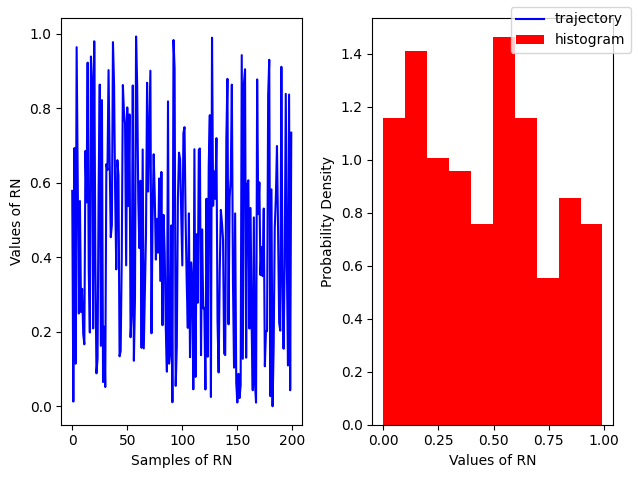 trajectory
histogram
1.0
0.8
0.6
0.4
0.2
0.0
Values of RN
0 50 100 150 200
Samples of RN
1.4
1.2
1.0
0.8
0.6
0.4
0.2
0.0
Probability Density
0.00 0.25 0.50 0.75 1.00
Values of RN